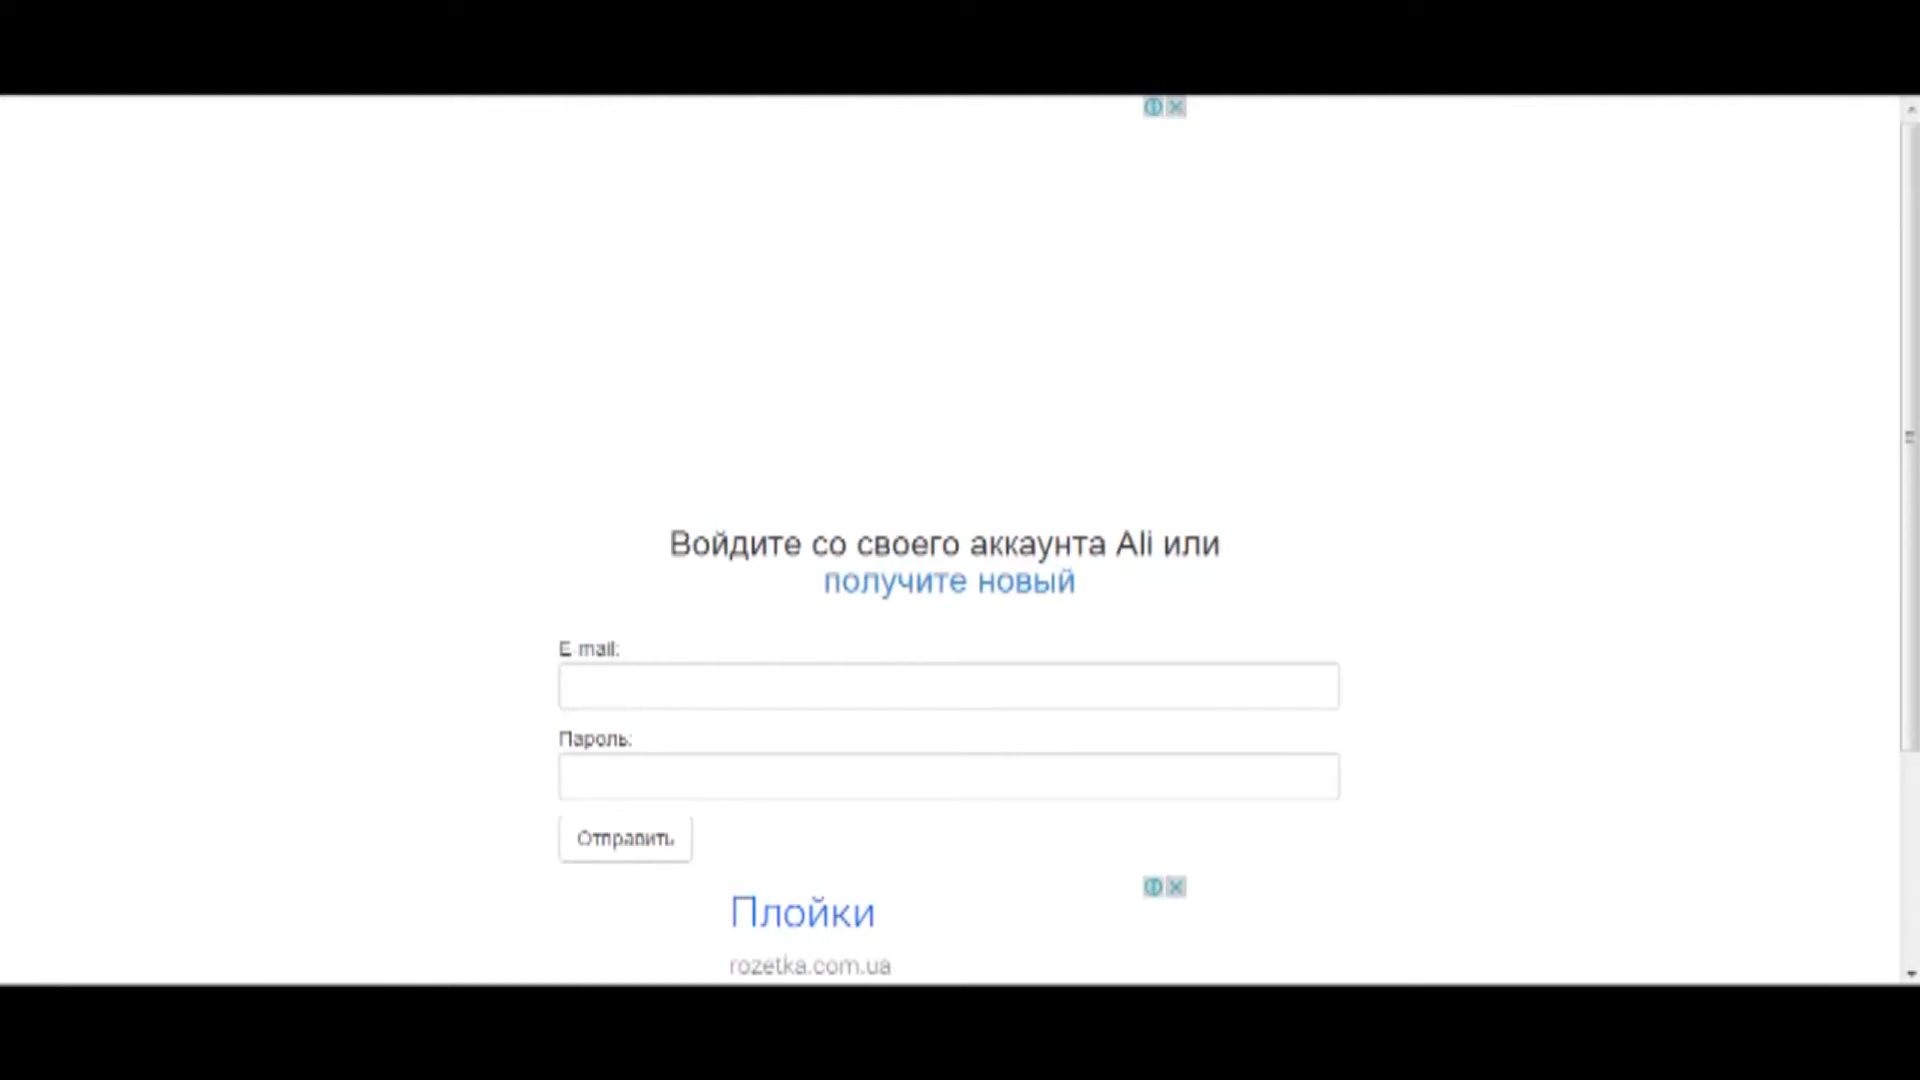 Войдите со своего аккаунта Ali или
получите новый
E-mail:
Пароль:
Отправить
Плойки
rozetka.com.ua